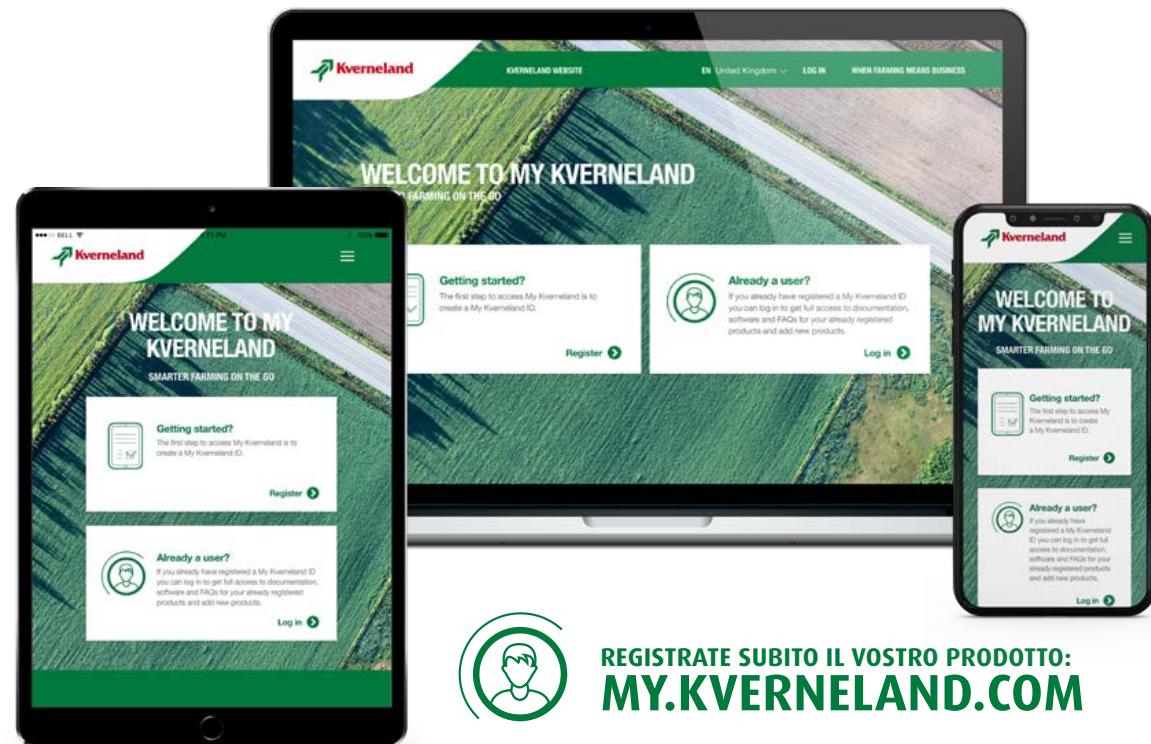 Kverneland
KVERNELAND WEBSITE
EN United Kingdom
LOG IN
WHEN FARMING MEANS BUSINESS
WELCOME TO MY KVERNELAND
FARMING ON THE GO
Getting started?
The first step to access My Kverneland is to
create a My Kverneland ID.
Register
Already a user?
If you already have registered a My Kverneland ID
you can log in to get full access to documentation,
software and FAQs for your already registered
products and add new products.
Log in
BELL
PM
100%
Kverneland
WELCOME TO MY
KVERNELAND
SMARTER FARMING ON THE GO
Getting started?
The first step to access My Kverneland is to
create a My Kverneland ID.
Register
Already a user?
If you already have registered a My Kverneland ID
you can log in to get full access to documentation,
software and FAQs for your already registered
products and add new products.
Log in
Kverneland
WELCOME TO
MY KVERNELAND
SMARTER FARMING ON THE GO
Getting started?
The first step to access My
Kverneland is to create
a My Kverneland ID.
Register
Already a user?
If you already have
registered a My Kverneland
ID you can log in to get full
access to documentation,
software and FAQs for your
already registered products
and add new products.
Log in
REGISTRATE SUBITO IL VOSTRO PRODOTTO:
MY.KVERNELAND.COM